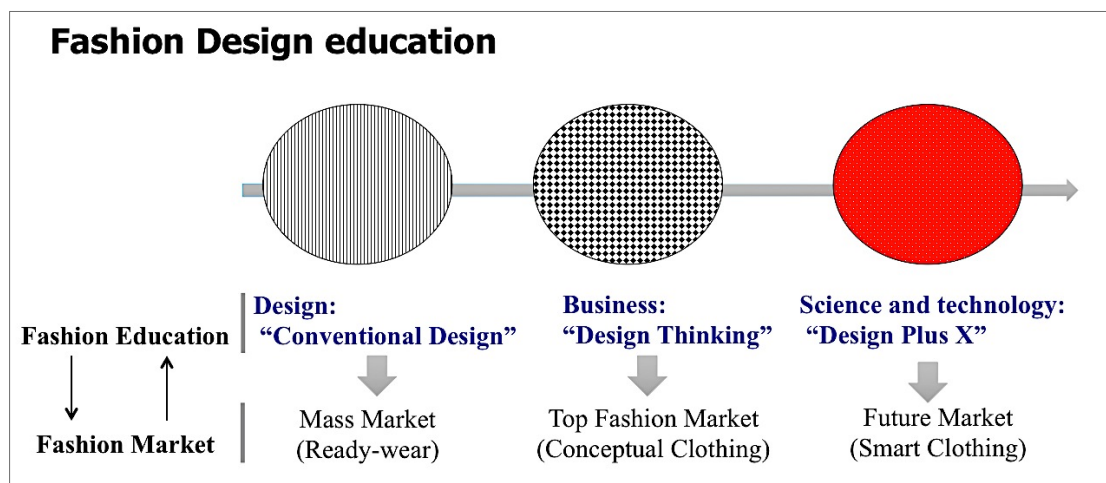 Fashion Design education
Fashion Education
Design:
“Conventional Design”
Business:
“Design Thinking”
Science and technology:
“Design Plus X”
Fashion Market
Mass Market
(Ready-wear)
Top Fashion Market
(Conceptual Clothing)
Future Market
(Smart Clothing)